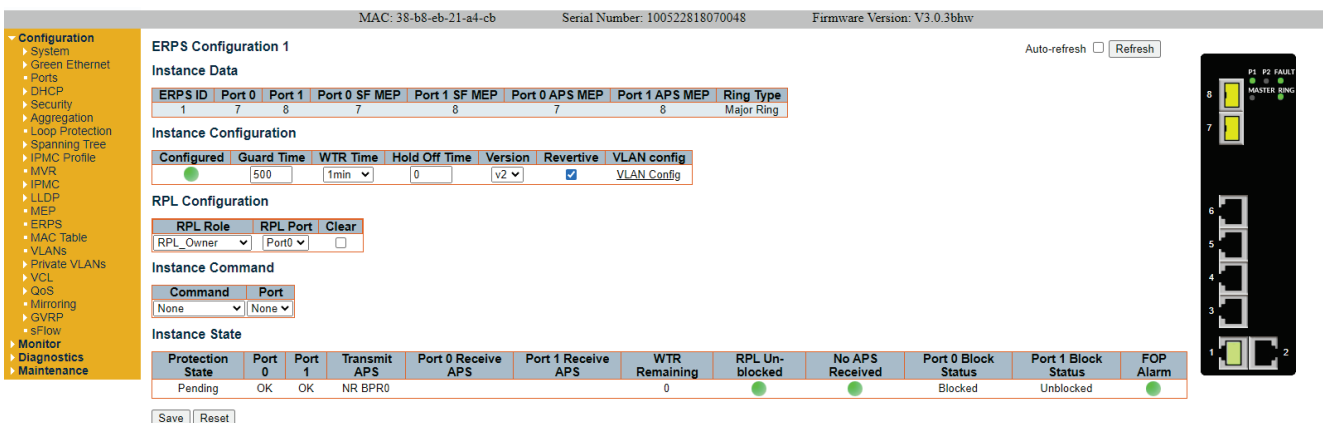 MAC: 38-b8-eb-21-a4-cb Serial Number: 100522818070048 Firmware Version: V3.0.3bhw
Configuration
System
Green Ethernet
Ports
DHCP
Security
Aggregation
Loop Protection
Spanning Tree
IPMC Profile
MVR
IPMC
LLDP
MEP
ERPS
MAC Table
VLANs
Private VLANs
VCL
QoS
Mirroring
GVRP
sFlow
Monitor
Diagnostics
Maintenance
ERPS Configuration 1
Auto-refresh Refresh
Instance Data
ERPS ID Port 0 Port 1 Port 0 SF MEP Port 1 SF MEP Port 0 APS MEP Port 1 APS MEP Ring Type
1 7 8 7 8 7 8 Major Ring
Instance Configuration
Configured Guard Time WTR Time Hold Off Time Version Revertive VLAN config
500 1min 0 v2 VLAN Config
RPL Configuration
RPL Role RPL Port Clear
RPL_Owner Port0
Instance Command
Command Port
None None
Instance State
Protection State Port 0 Port 1 Transmit APS Port 0 Receive APS Port 1 Receive APS WTR Remaining RPL Un-blocked No APS Received Port 0 Block Status Port 1 Block Status FOP Alarm
Pending OK OK NR BPR0 0 Blocked Unblocked
Save Reset
P1 P2 FAULT
MASTER RING
8
7
6
5
4
3
1 2